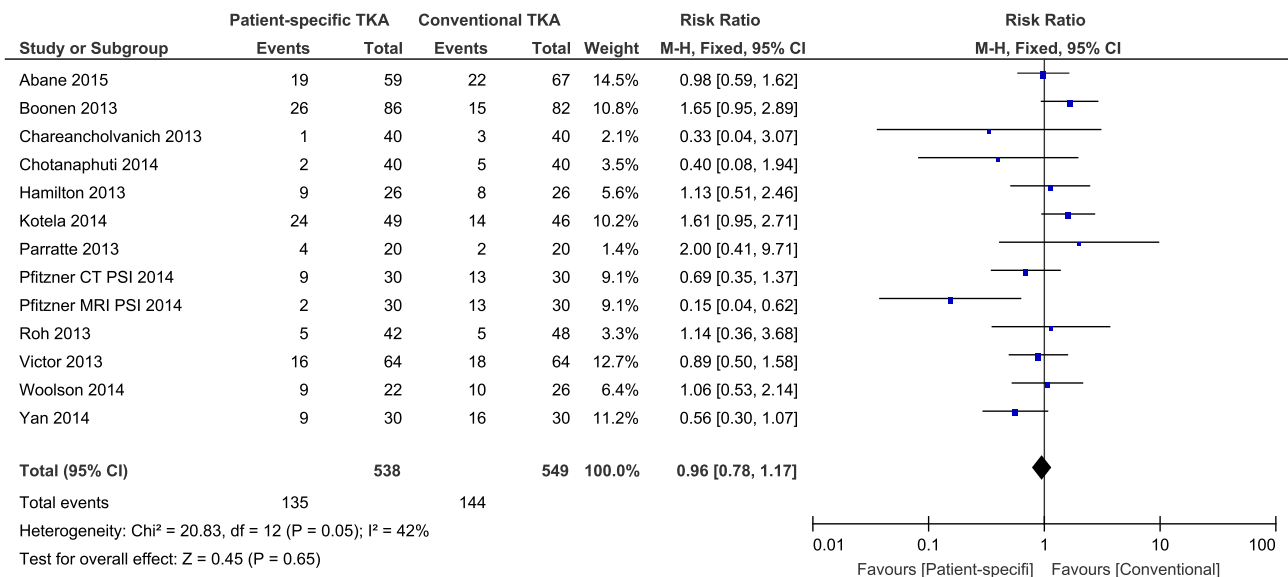 Patient-specific TKA Conventional TKA Risk Ratio Risk Ratio
Study or Subgroup Events Total Events Total Weight M-H, Fixed, 95% CI M-H, Fixed, 95% CI
Abane 2015 19 59 22 67 14.5% 0.98 [0.59, 1.62]
Boonen 2013 26 86 15 82 10.8% 1.65 [0.95, 2.89]
Chareancholvanich 2013 1 40 3 40 2.1% 0.33 [0.04, 3.07]
Chotanaphuti 2014 2 40 5 40 3.5% 0.40 [0.08, 1.94]
Hamilton 2013 9 26 8 26 5.6% 1.13 [0.51, 2.46]
Kotela 2014 24 49 14 46 10.2% 1.61 [0.95, 2.71]
Parratte 2013 4 20 2 20 1.4% 2.00 [0.41, 9.71]
Pfitzner CT PSI 2014 9 30 13 30 9.1% 0.69 [0.35, 1.37]
Pfitzner MRI PSI 2014 2 30 13 30 9.1% 0.15 [0.04, 0.62]
Roh 2013 5 42 5 48 3.3% 1.14 [0.36, 3.68]
Victor 2013 16 64 18 64 12.7% 0.89 [0.50, 1.58]
Woolson 2014 9 22 10 26 6.4% 1.06 [0.53, 2.14]
Yan 2014 9 30 16 30 11.2% 0.56 [0.30, 1.07]
Total (95% CI) 538 549 100.0% 0.96 [0.78, 1.17]
Total events 135 144
Heterogeneity: Chi² = 20.83, df = 12 (P = 0.05); I² = 42%
Test for overall effect: Z = 0.45 (P = 0.65)
0.01 0.1 1 10 100
Favours [Patient-specifi] Favours [Conventional]